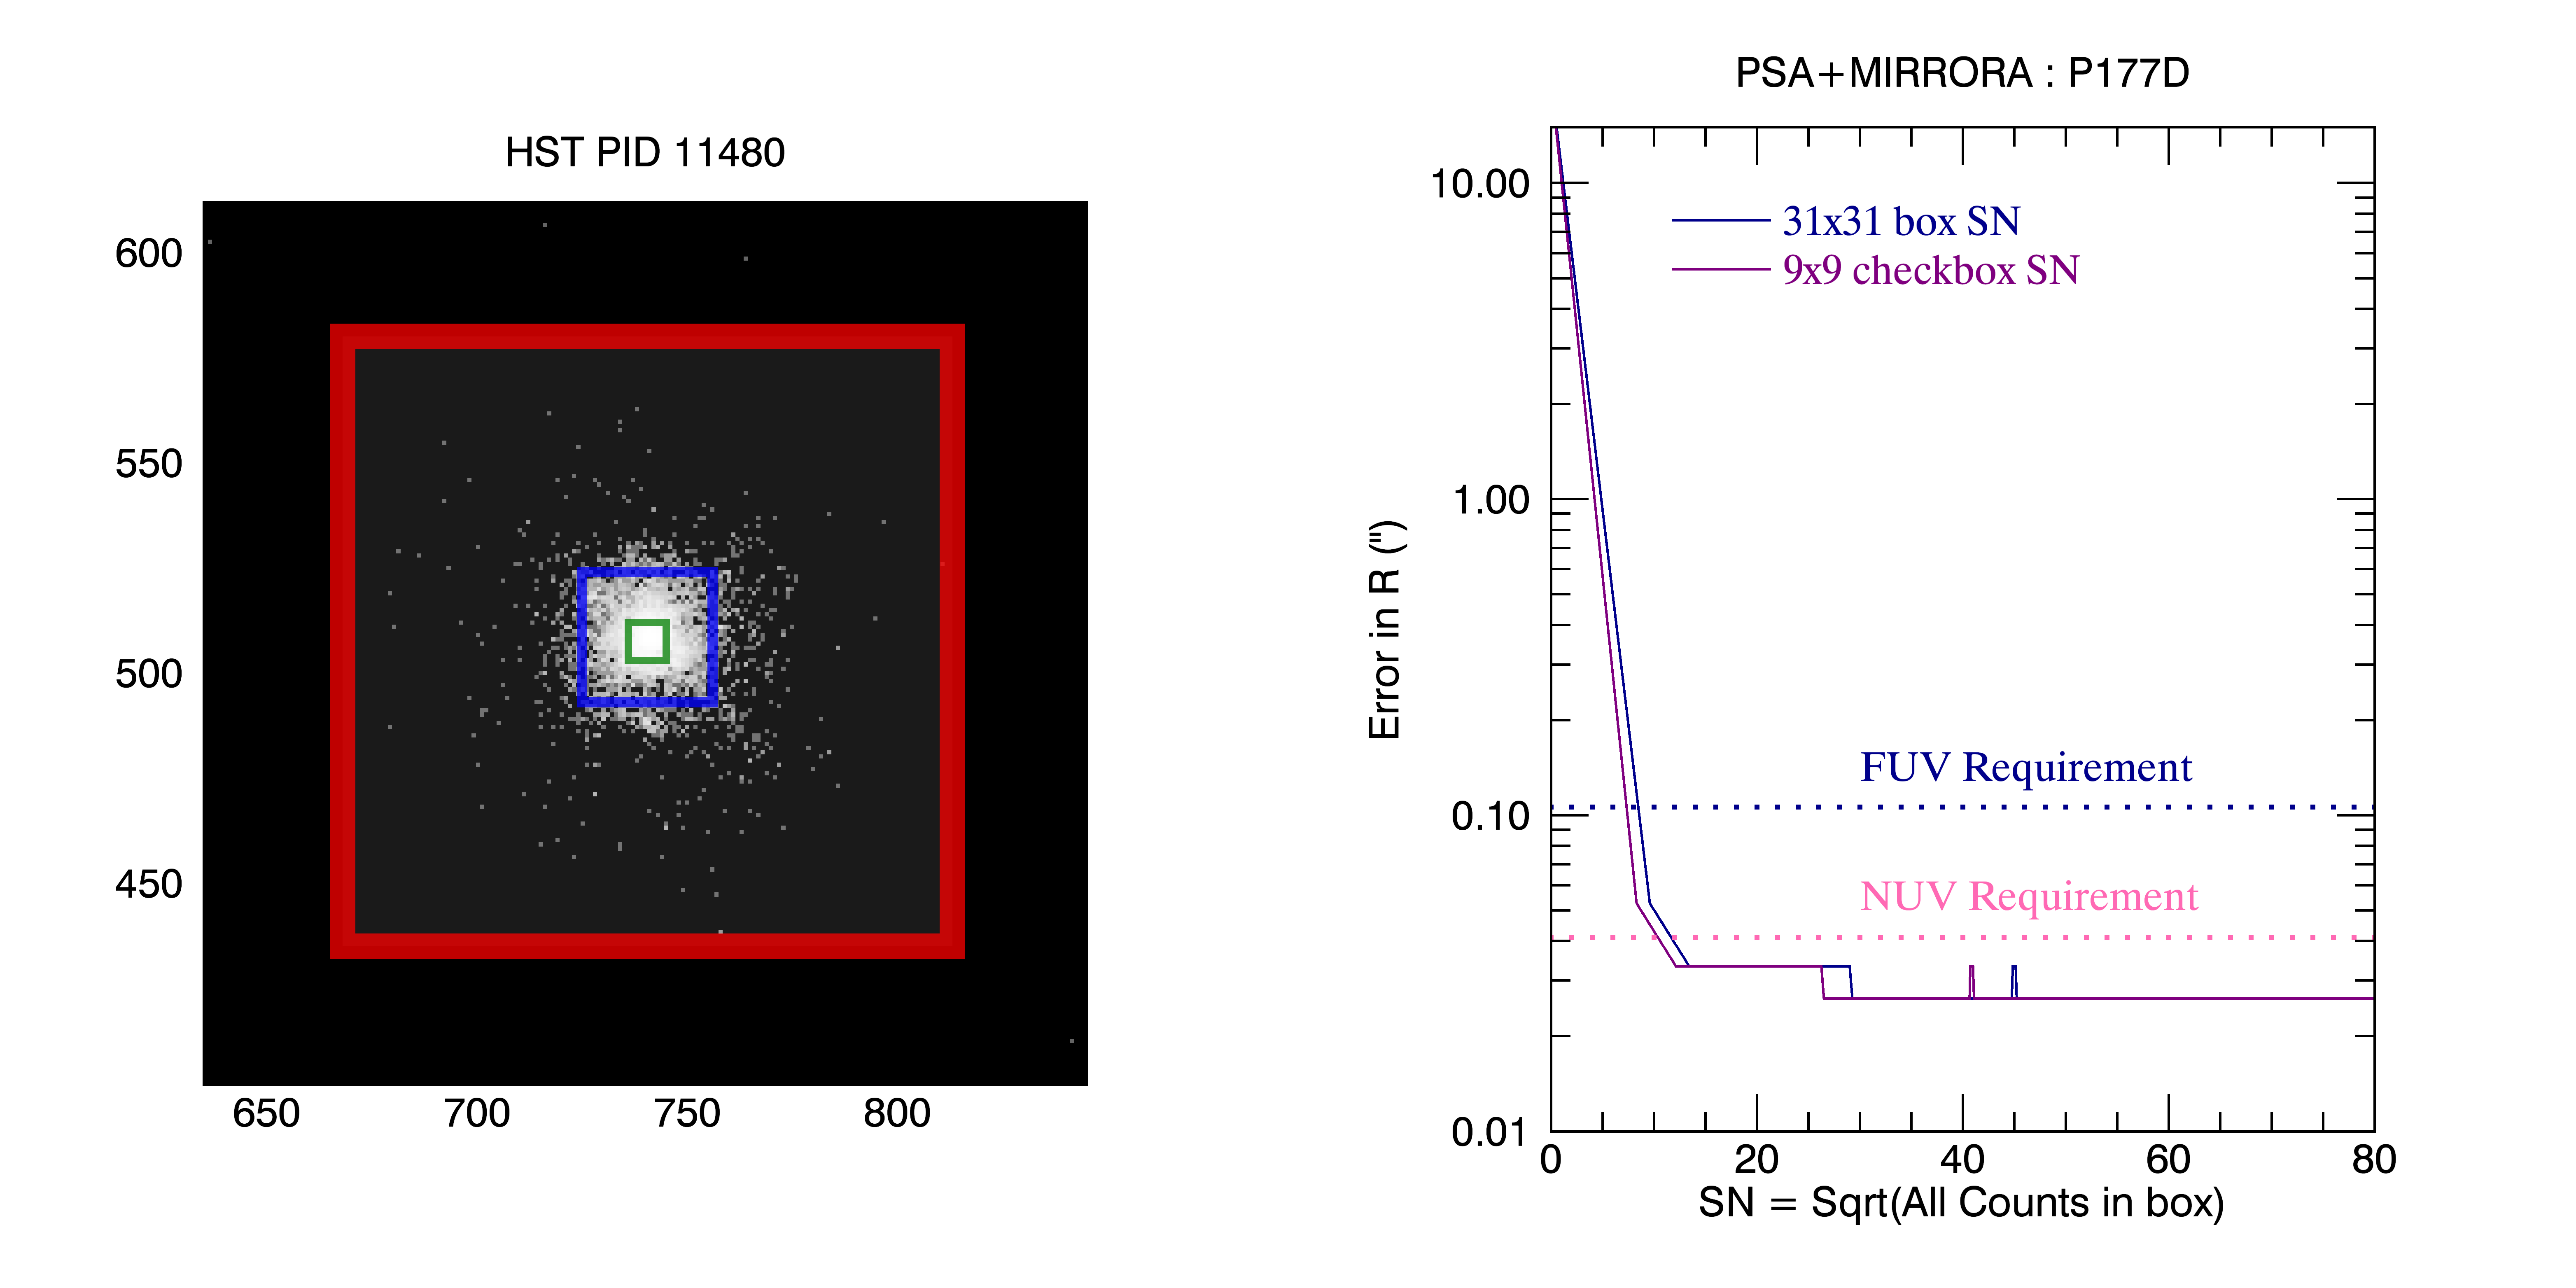 HST PID 11480
600
550
500
450
650 700 750 800
PSA+MIRRORA : P177D
10.00
1.00
0.10
0.01
Error in R (")
31x31 box SN
9x9 checkbox SN
FUV Requirement
NUV Requirement
0 20 40 60 80
SN = Sqrt(All Counts in box)